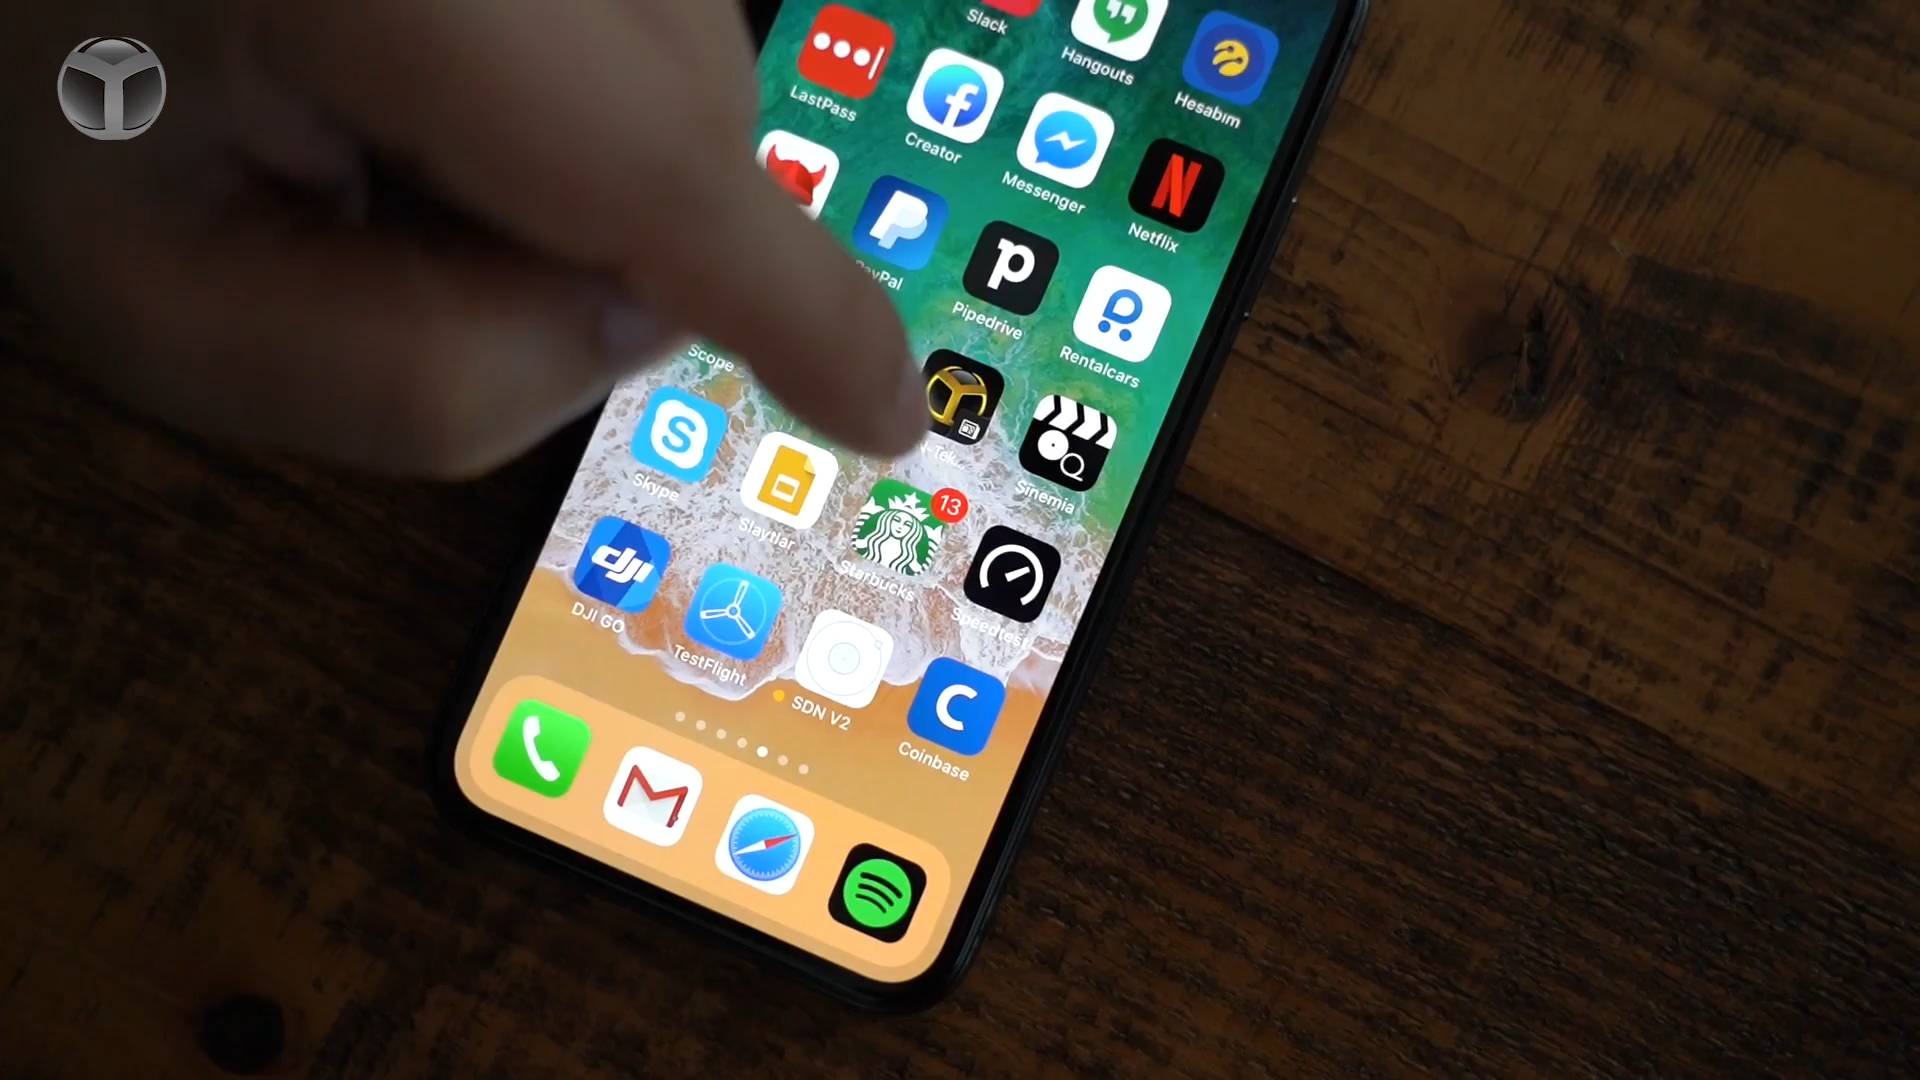 Slack
Hangouts
Hesabım
LastPass
Creator
Messenger
Netflix
PayPal
Pipedrive
Rentalcars
Scope
Sinemia
Skype
Slaytlar
13
Starbucks
Speedtest
dji
DJI GO
TestFlight
SDN V2
Coinbase